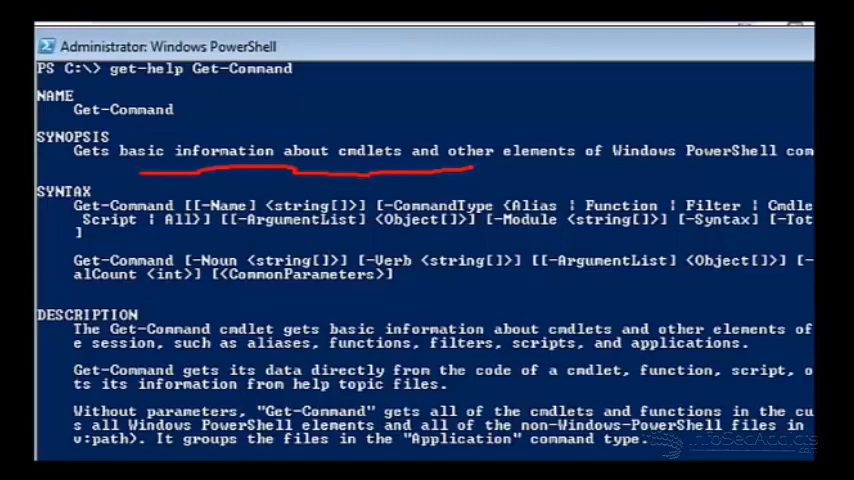 Administrator: Windows PowerShell
PS C:\> get-help Get-Command
NAME
Get-Command
SYNOPSIS
Gets basic information about cmdlets and other elements of Windows PowerShell com
SYNTAX
Get-Command [[-Name] <string[]>] [-CommandType <Alias | Function | Filter | Cmdle
Script | All>] [[-ArgumentList] <Object[]>] [-Module <string[]>] [-Syntax] [-Tot
]
Get-Command [-Noun <string[]>] [-Verb <string[]>] [[-ArgumentList] <Object[]>] [-
alCount <int>] [<CommonParameters>]
DESCRIPTION
The Get-Command cmdlet gets basic information about cmdlets and other elements of
e session, such as aliases, functions, filters, scripts, and applications.
Get-Command gets its data directly from the code of a cmdlet, function, script, o
ts its information from help topic files.
Without parameters, "Get-Command" gets all of the cmdlets and functions in the cu
s all Windows PowerShell elements and all of the non-Windows-PowerShell files in
v:path). It groups the files in the "Application" command type.